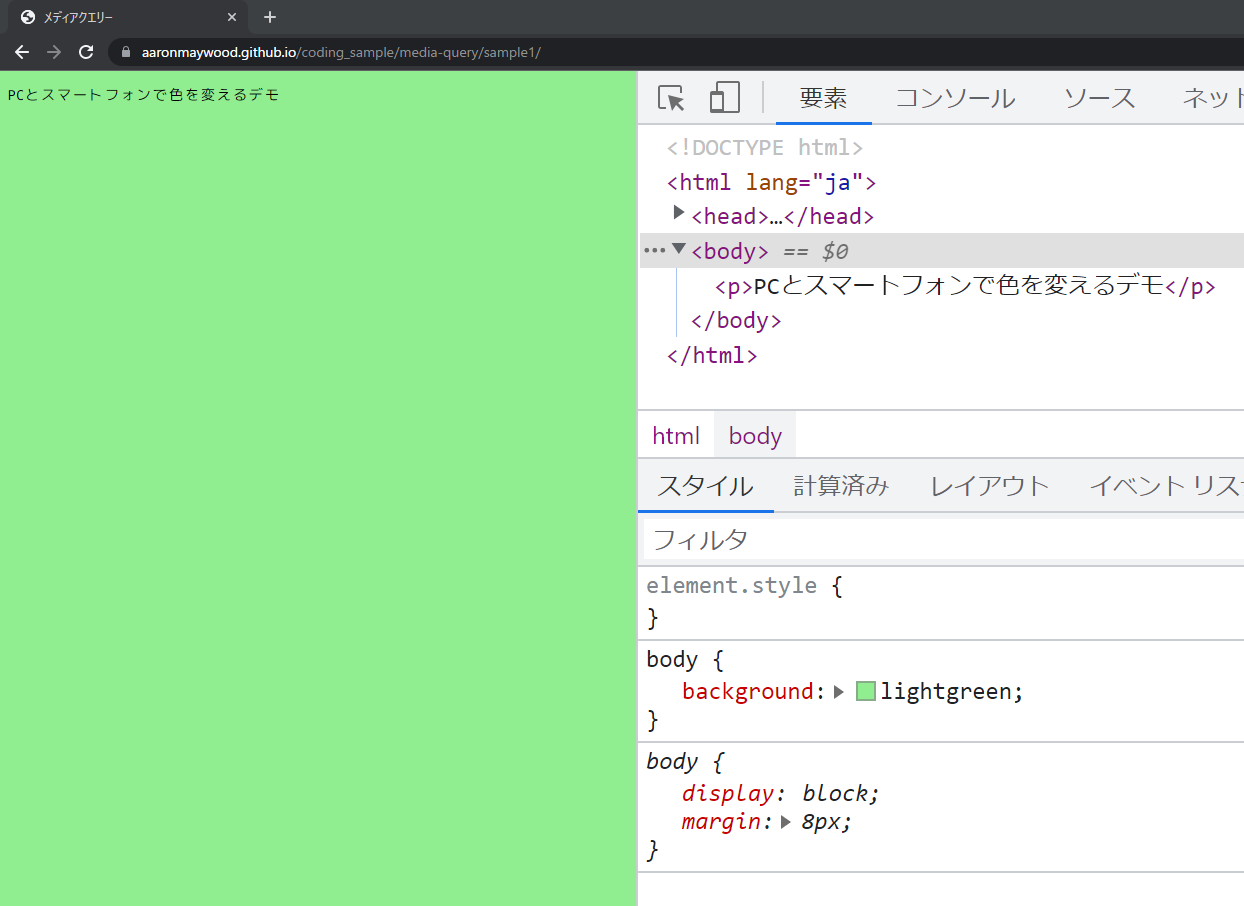 メディアクエリー
aaronmaywood.github.io/coding_sample/media-query/sample1/
PCとスマートフォンで色を変えるデモ
要素 コンソール ソース ネット
<!DOCTYPE html>
<html lang="ja">
<head>…</head>
<body> == $0
<p>PCとスマートフォンで色を変えるデモ</p>
</body>
</html>
html body
スタイル 計算済み レイアウト イベント リス
フィルタ
element.style {
}
body {
background: lightgreen;
}
body {
display: block;
margin: 8px;
}